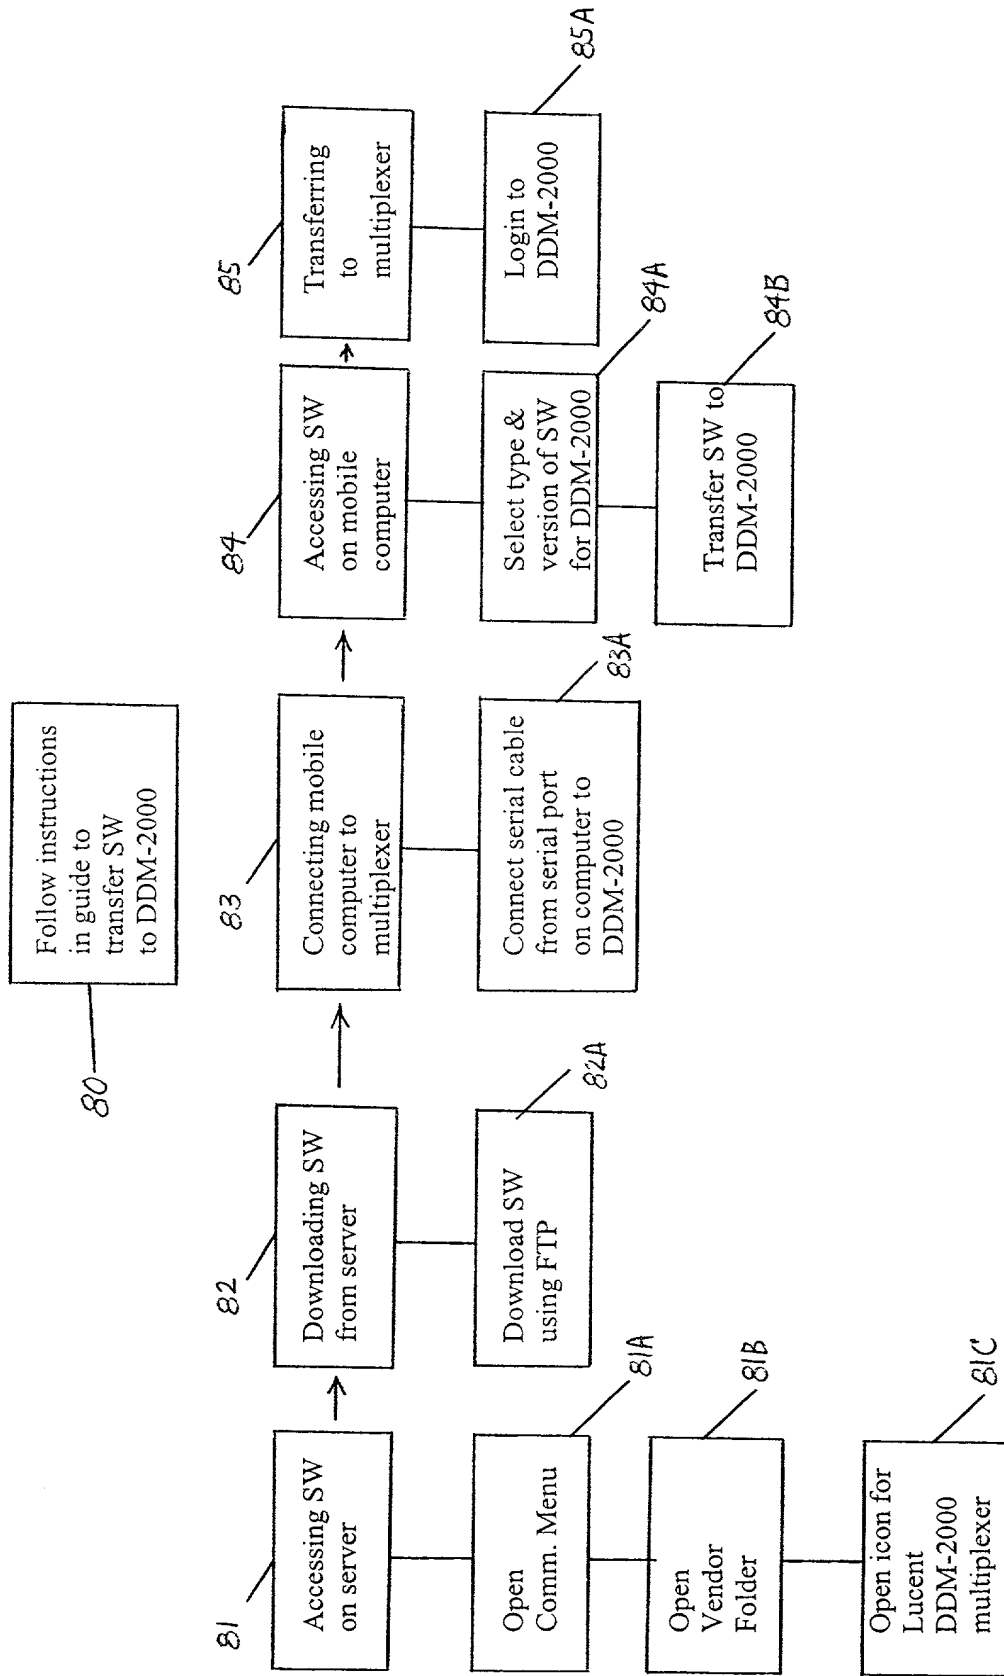 80
Follow instructions
in guide to
transfer SW
to DDM-2000
81
Accessing SW
on server
82
Downloading SW
from server
83
Connecting mobile
computer to
multiplexer
84
Accessing SW
on mobile
computer
85
Transferring
to
multiplexer
81A
Open
Comm. Menu
82A
Download SW
using FTP
83A
Connect serial cable
from serial port
on computer to
DDM-2000
84A
Select type &
version of SW
for DDM-2000
85A
Login to
DDM-2000
81B
Open
Vendor
Folder
84B
Transfer SW to
DDM-2000
81C
Open icon for
Lucent
DDM-2000
multiplexer